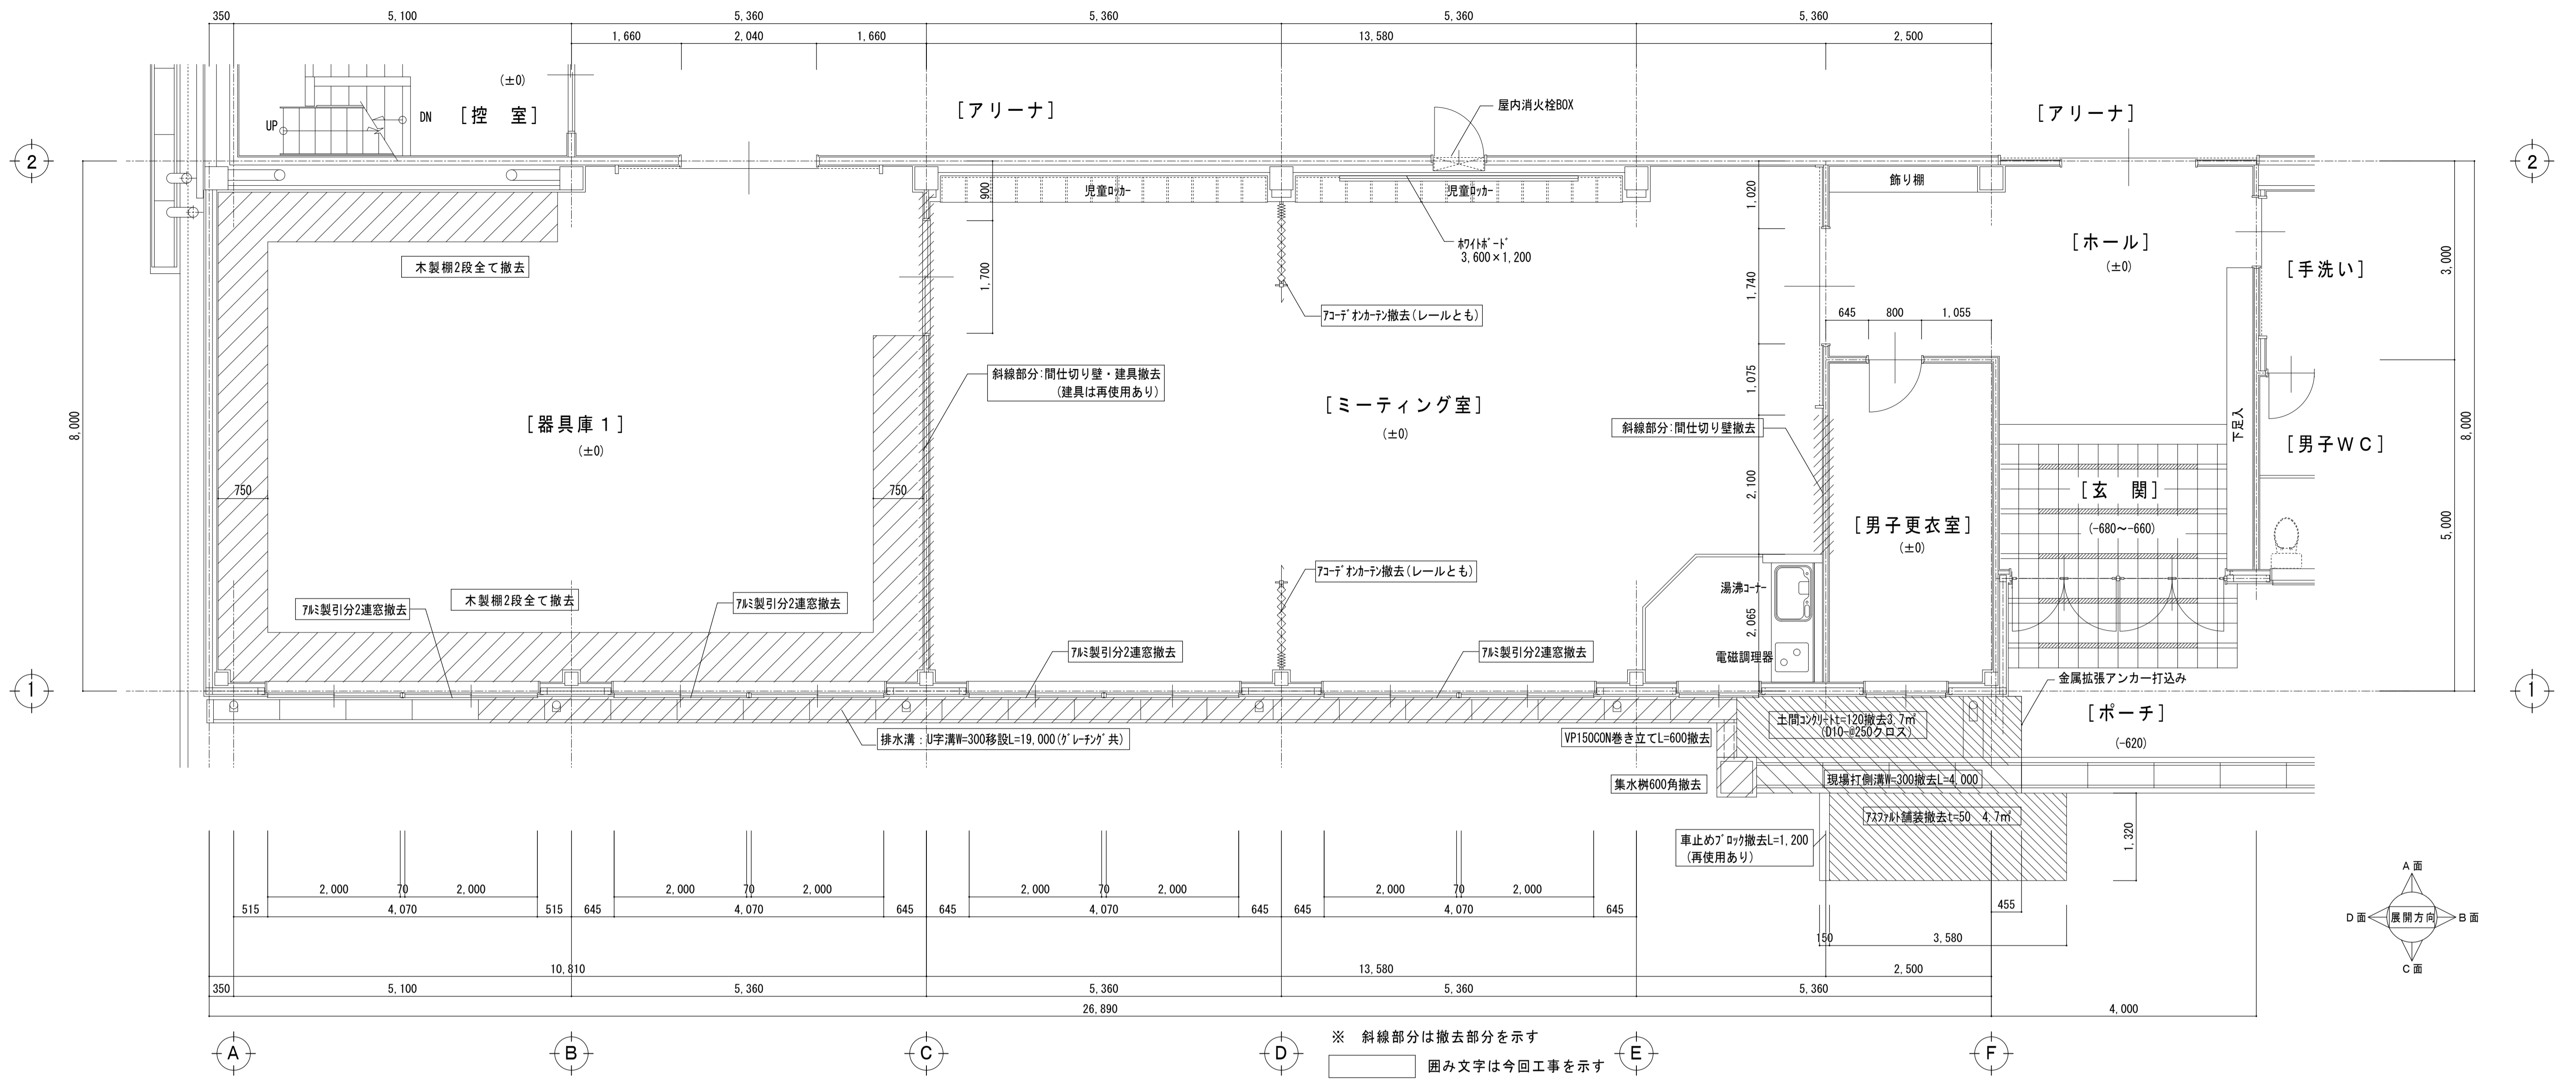 350
5,100
5,360
5,360
5,360
5,360
1,660
2,040
1,660
13,580
2,500
(±0)
[控　室]
UP
DN
[アリーナ]
屋内消火栓BOX
[アリーナ]
2
2
児童ﾛｯｶｰ
児童ﾛｯｶｰ
飾り棚
900
1,020
木製棚2段全て撤去
1,700
ﾎﾜｲﾄﾎﾞｰﾄﾞ
3,600×1,200
[ホール]
(±0)
[手洗い]
3,000
1,740
ｱｺｰﾃﾞｵﾝｶｰﾃﾝ撤去(レールとも)
645
800
1,055
斜線部分:間仕切り壁・建具撤去
(建具は再使用あり)
1,075
8,000
[器具庫１]
(±0)
[ミーティング室]
(±0)
斜線部分:間仕切り壁撤去
下足入
[男子ＷＣ]
8,000
750
750
2,100
[玄　関]
(-680～-660)
[男子更衣室]
(±0)
5,000
ｱｺｰﾃﾞｵﾝｶｰﾃﾝ撤去(レールとも)
木製棚2段全て撤去
ｱﾙﾐ製引分2連窓撤去
ｱﾙﾐ製引分2連窓撤去
湯沸ｺｰﾅｰ
2,065
ｱﾙﾐ製引分2連窓撤去
ｱﾙﾐ製引分2連窓撤去
電磁調理器
1
1
金属拡張アンカー打込み
[ポーチ]
(-620)
排水溝：U字溝W=300移設L=19,000(ｸﾞﾚｰﾁﾝｸﾞ共)
VP150CON巻き立てL=600撤去
土間ｺﾝｸﾘｰﾄt=120撤去3.7㎡
(D10-@250クロス)
集水桝600角撤去
現場打側溝W=300撤去L=4,000
ｱｽﾌｧﾙﾄ舗装撤去t=50　4.7㎡
車止めﾌﾞﾛｯｸ撤去L=1,200
(再使用あり)
1,320
2,000
70
2,000
2,000
70
2,000
2,000
70
2,000
2,000
70
2,000
515
4,070
515
645
4,070
645
645
4,070
645
645
4,070
645
455
150
3,580
A面
D面
展開方向
B面
C面
10,810
13,580
2,500
350
5,100
5,360
5,360
5,360
5,360
26,890
4,000
A
B
C
D
E
F
※　斜線部分は撤去部分を示す
囲み文字は今回工事を示す